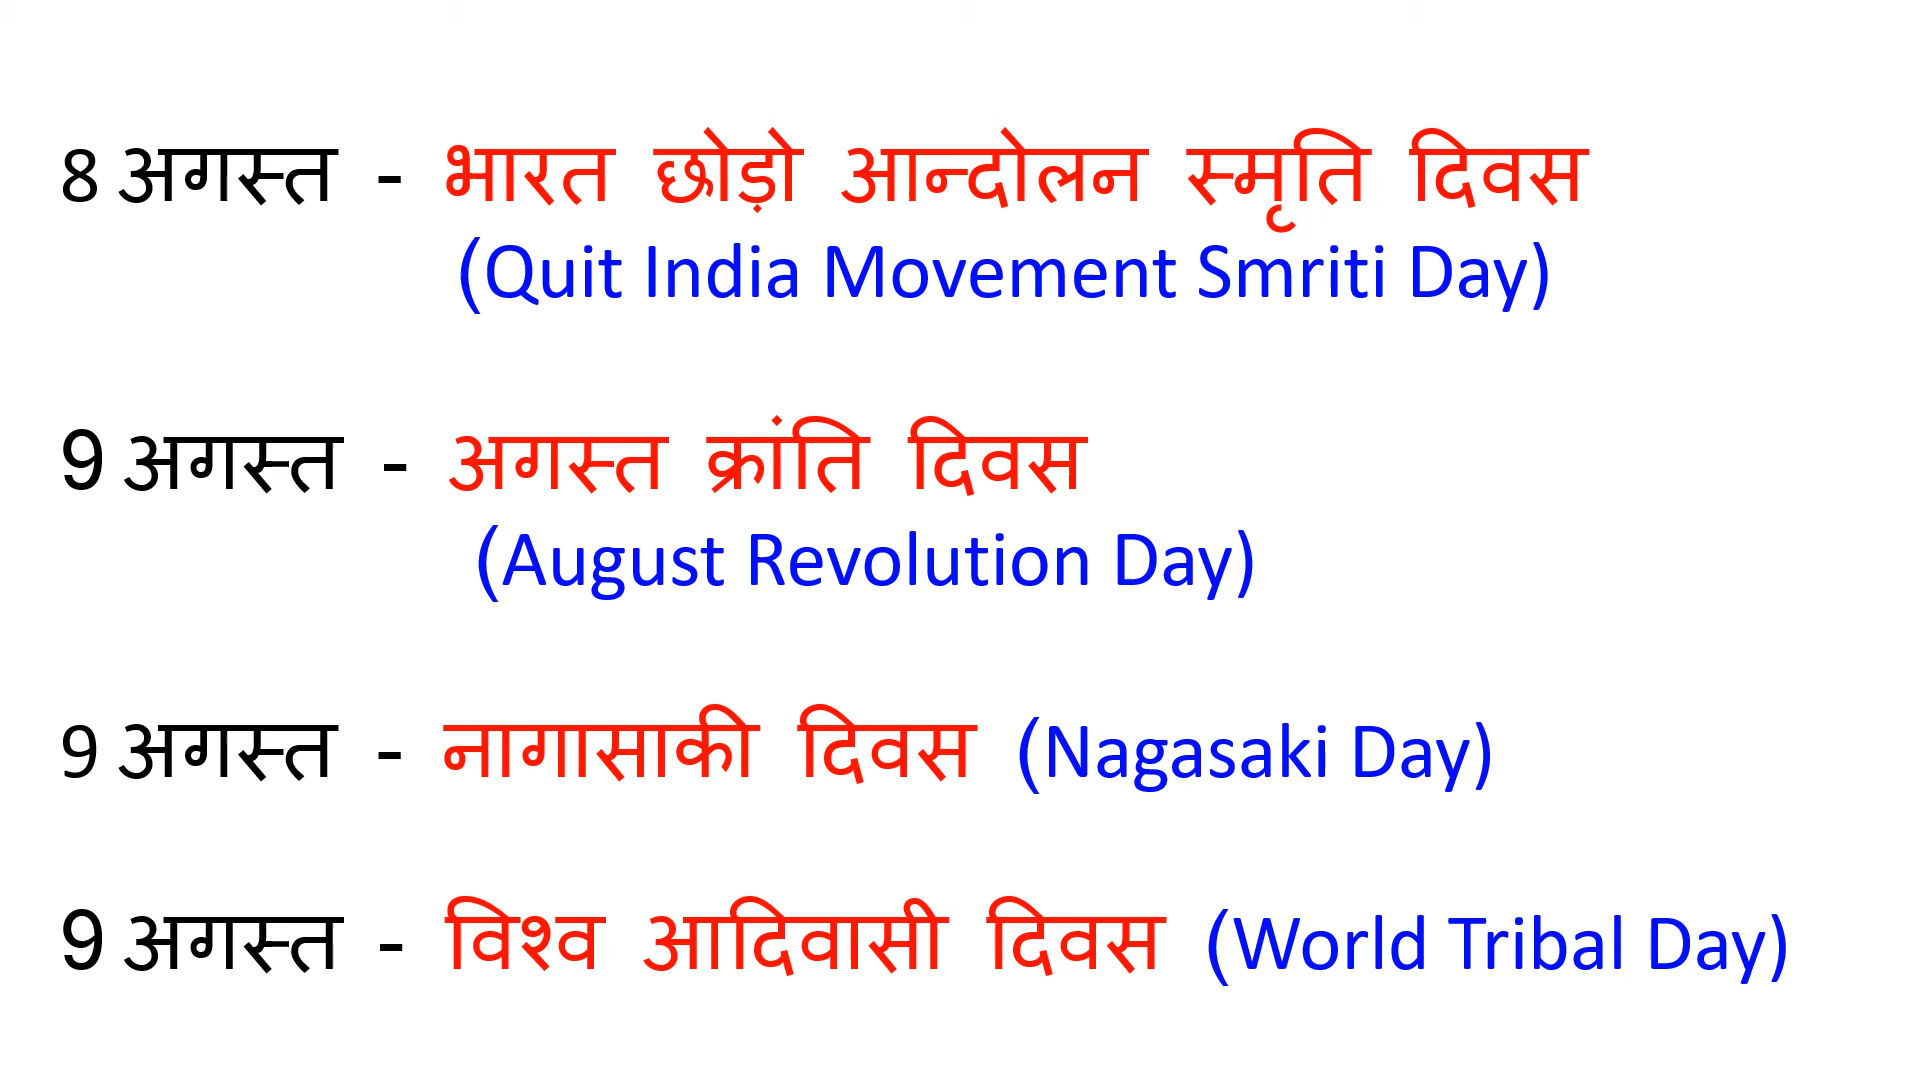 8 अगस्त - भारत छोड़ो आन्दोलन स्मृति दिवस
(Quit India Movement Smriti Day)
9 अगस्त - अगस्त क्रांति दिवस
(August Revolution Day)
9 अगस्त - नागासाकी दिवस (Nagasaki Day)
9 अगस्त - विश्व आदिवासी दिवस (World Tribal Day)